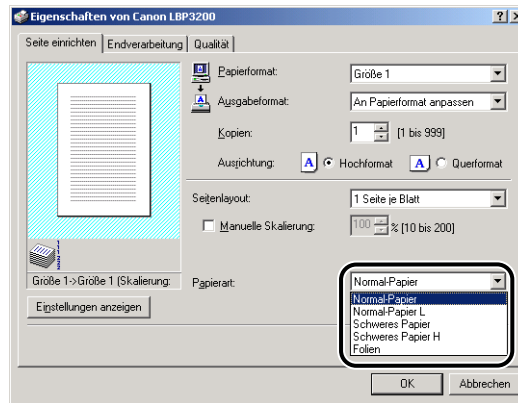 Eigenschaften von Canon LBP3200
Seite einrichten Endverarbeitung Qualität
Papierformat: Größe 1
Ausgabeformat: An Papierformat anpassen
Kopien: 1 [1 bis 999]
Ausrichtung: A Hochformat A Querformat
Seitenlayout: 1 Seite je Blatt
Manuelle Skalierung: 100 % [10 bis 200]
Größe 1->Größe 1 (Skalierung:
Papierart: Normal-Papier
Einstellungen anzeigen
Normal-Papier
Normal-Papier L
Schweres Papier
Schweres Papier H
Folien
OK Abbrechen